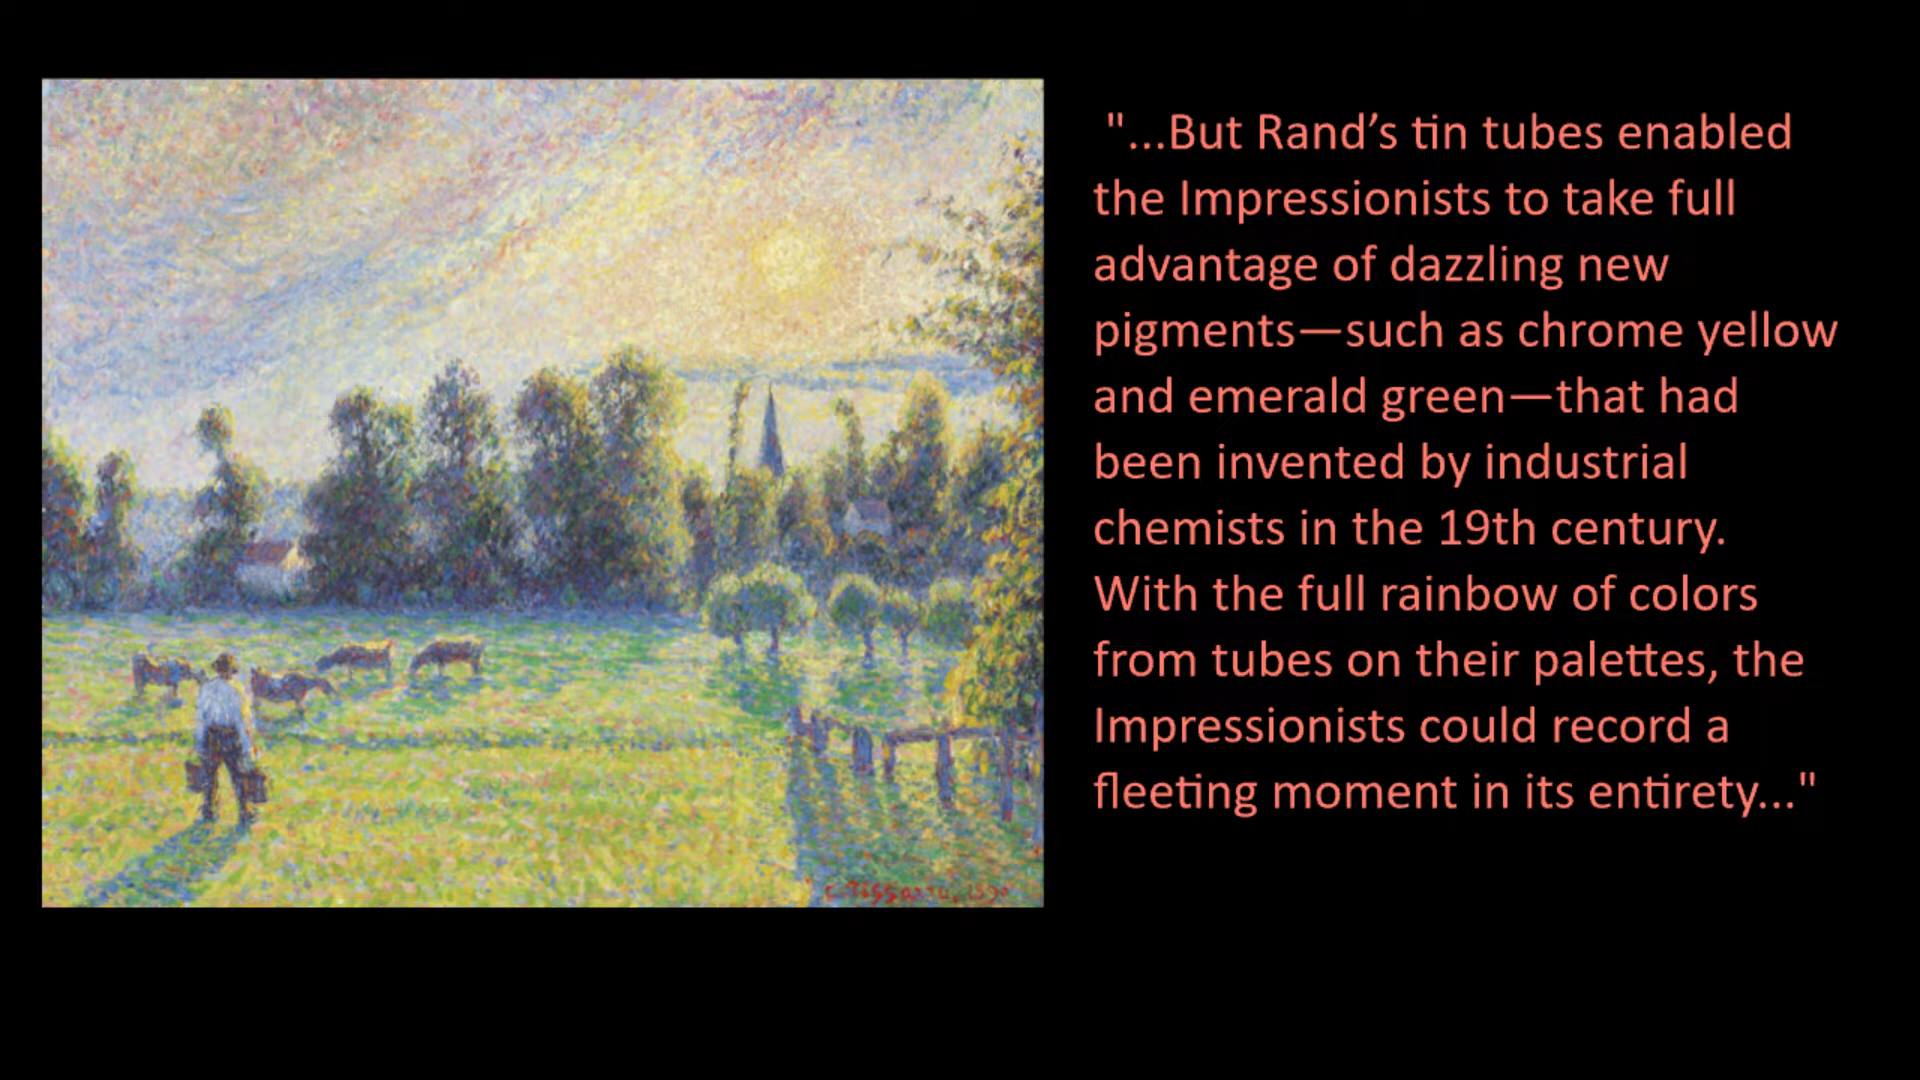 "...But Rand’s tin tubes enabled
the Impressionists to take full
advantage of dazzling new
pigments—such as chrome yellow
and emerald green—that had
been invented by industrial
chemists in the 19th century.
With the full rainbow of colors
from tubes on their palettes, the
Impressionists could record a
fleeting moment in its entirety..."
C. Pissarro. 1890